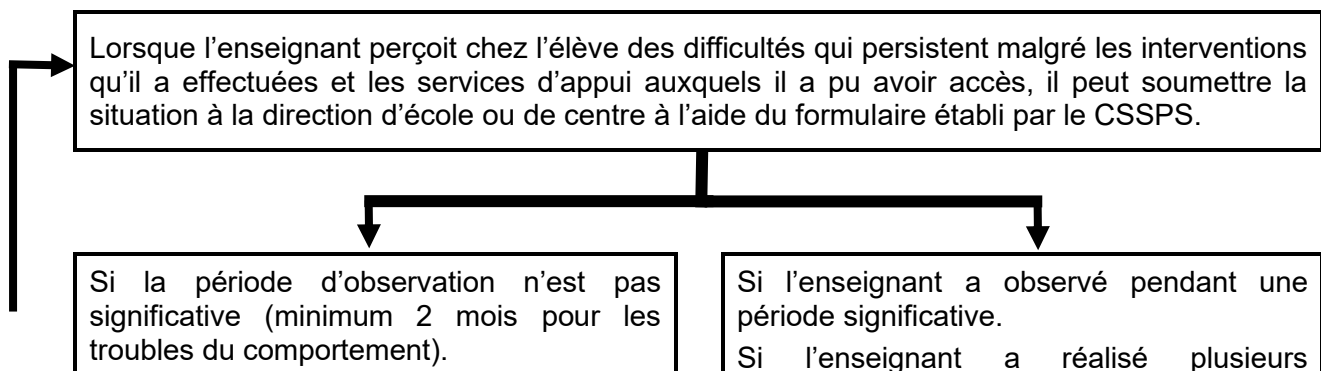 Lorsque l’enseignant perçoit chez l’élève des difficultés qui persistent malgré les interventions
qu’il a effectuées et les services d’appui auxquels il a pu avoir accès, il peut soumettre la
situation à la direction d’école ou de centre à l’aide du formulaire établi par le CSSPS.
Si la période d’observation n’est pas
significative (minimum 2 mois pour les
troubles du comportement).
Si l’enseignant a observé pendant une
période significative.
Si l’enseignant a réalisé plusieurs